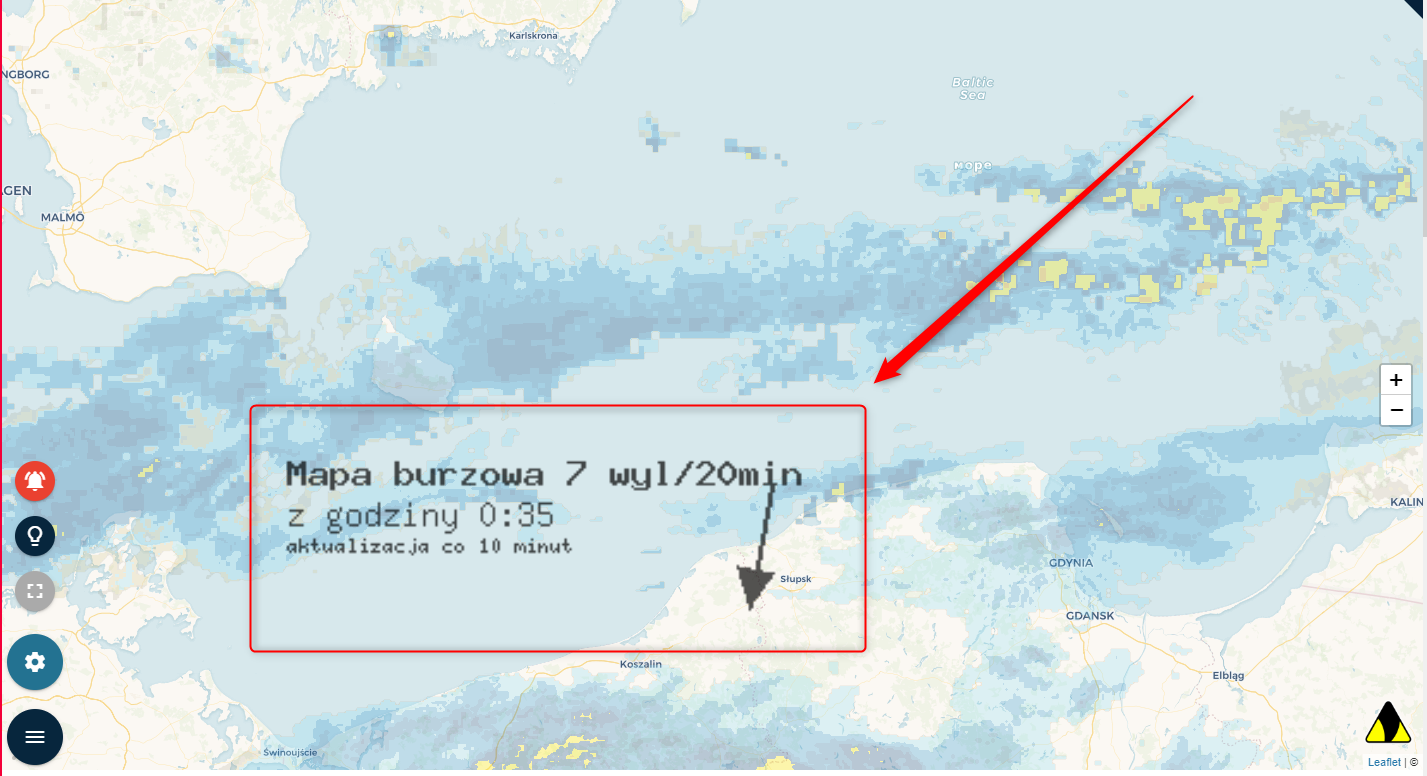 Karlskrona
NGBORG
Baltic
Sea
море
GEN
MALMÖ
Mapa burzowa 7 wyl/20min
z godziny 0:35
aktualizacja co 10 minut
+
−
KALIN
GDYNIA
Słupsk
GDANSK
Koszalin
Elbląg
Świnoujście
Leaflet | ©